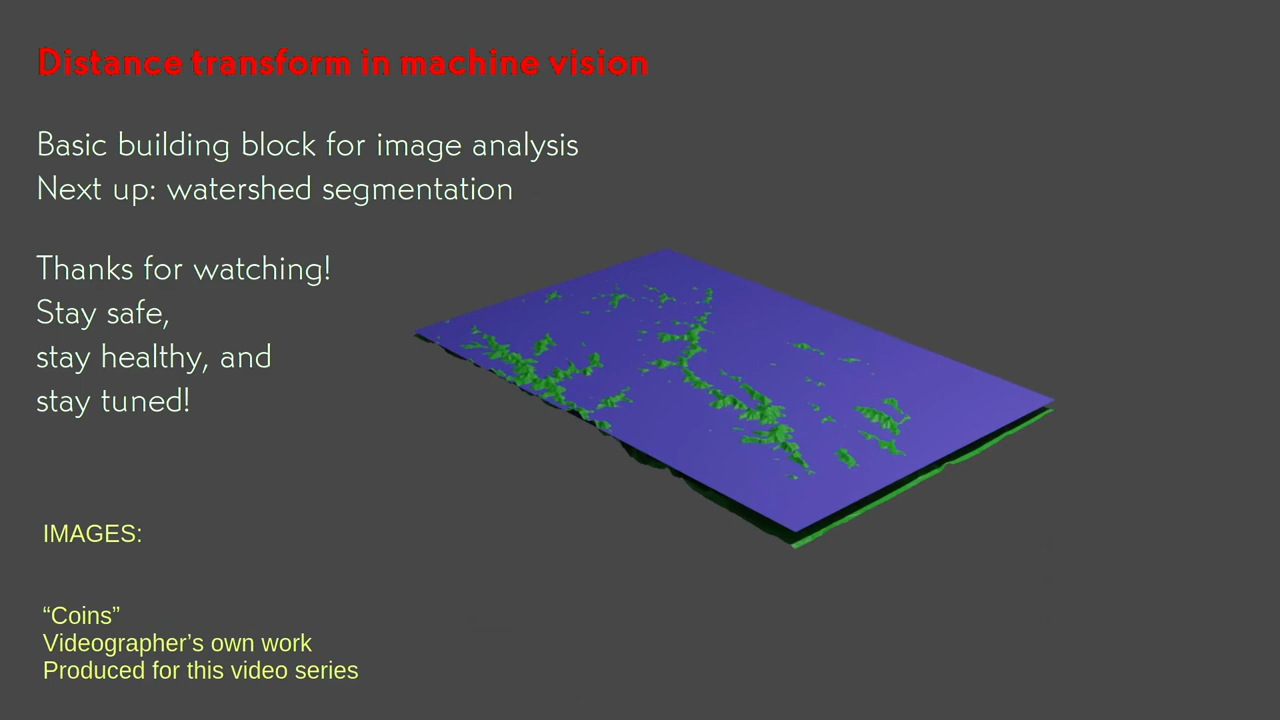 Distance transform in machine vision
Basic building block for image analysis
Next up: watershed segmentation
Thanks for watching!
Stay safe,
stay healthy, and
stay tuned!
IMAGES:
“Coins”
Videographer’s own work
Produced for this video series